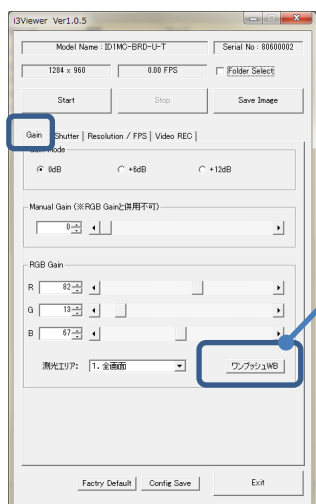 i3Viewer Ver1.0.5
Model Name : ID1MC-BRD-U-T
Serial No : 80600002
1284 x 960
0.00 FPS
Folder Select
Start
Stop
Save Image
Gain
Shutter
Resolution / FPS
Video REC
Gain Mode
0dB
+6dB
+12dB
Manual Gain (※RGB Gainと併用不可)
0
RGB Gain
R 82
G 13
B 67
測光エリア: 1. 全画面
ワンプッシュWB
Factry Default
Config Save
Exit